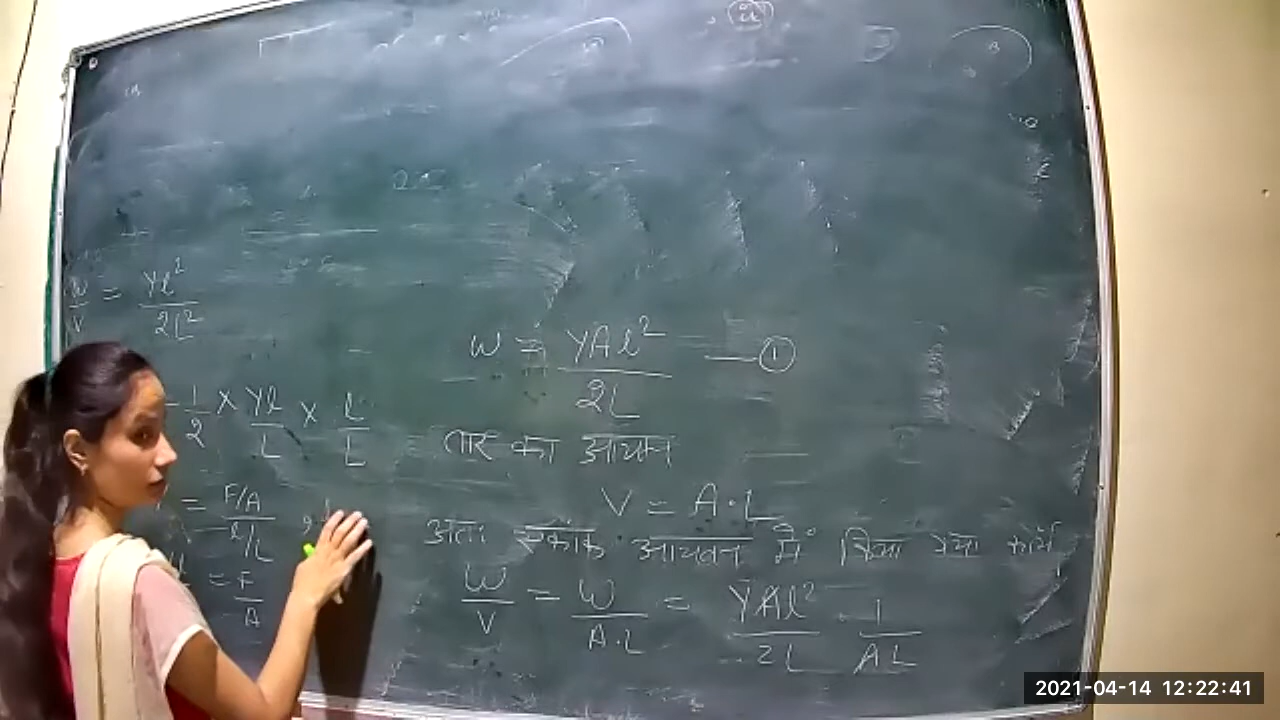 W/V = Yl²/2L²
1/2 × Yl/L × l/L
= F/A / l/L
= F/A
W = YAl²/2L — ①
तार का आयतन
V = A·L
अतः एकांक आयतन में किया गया कार्य
W/V = W/A·L = YAl²/2L · 1/AL
2021-04-14 12:22:41